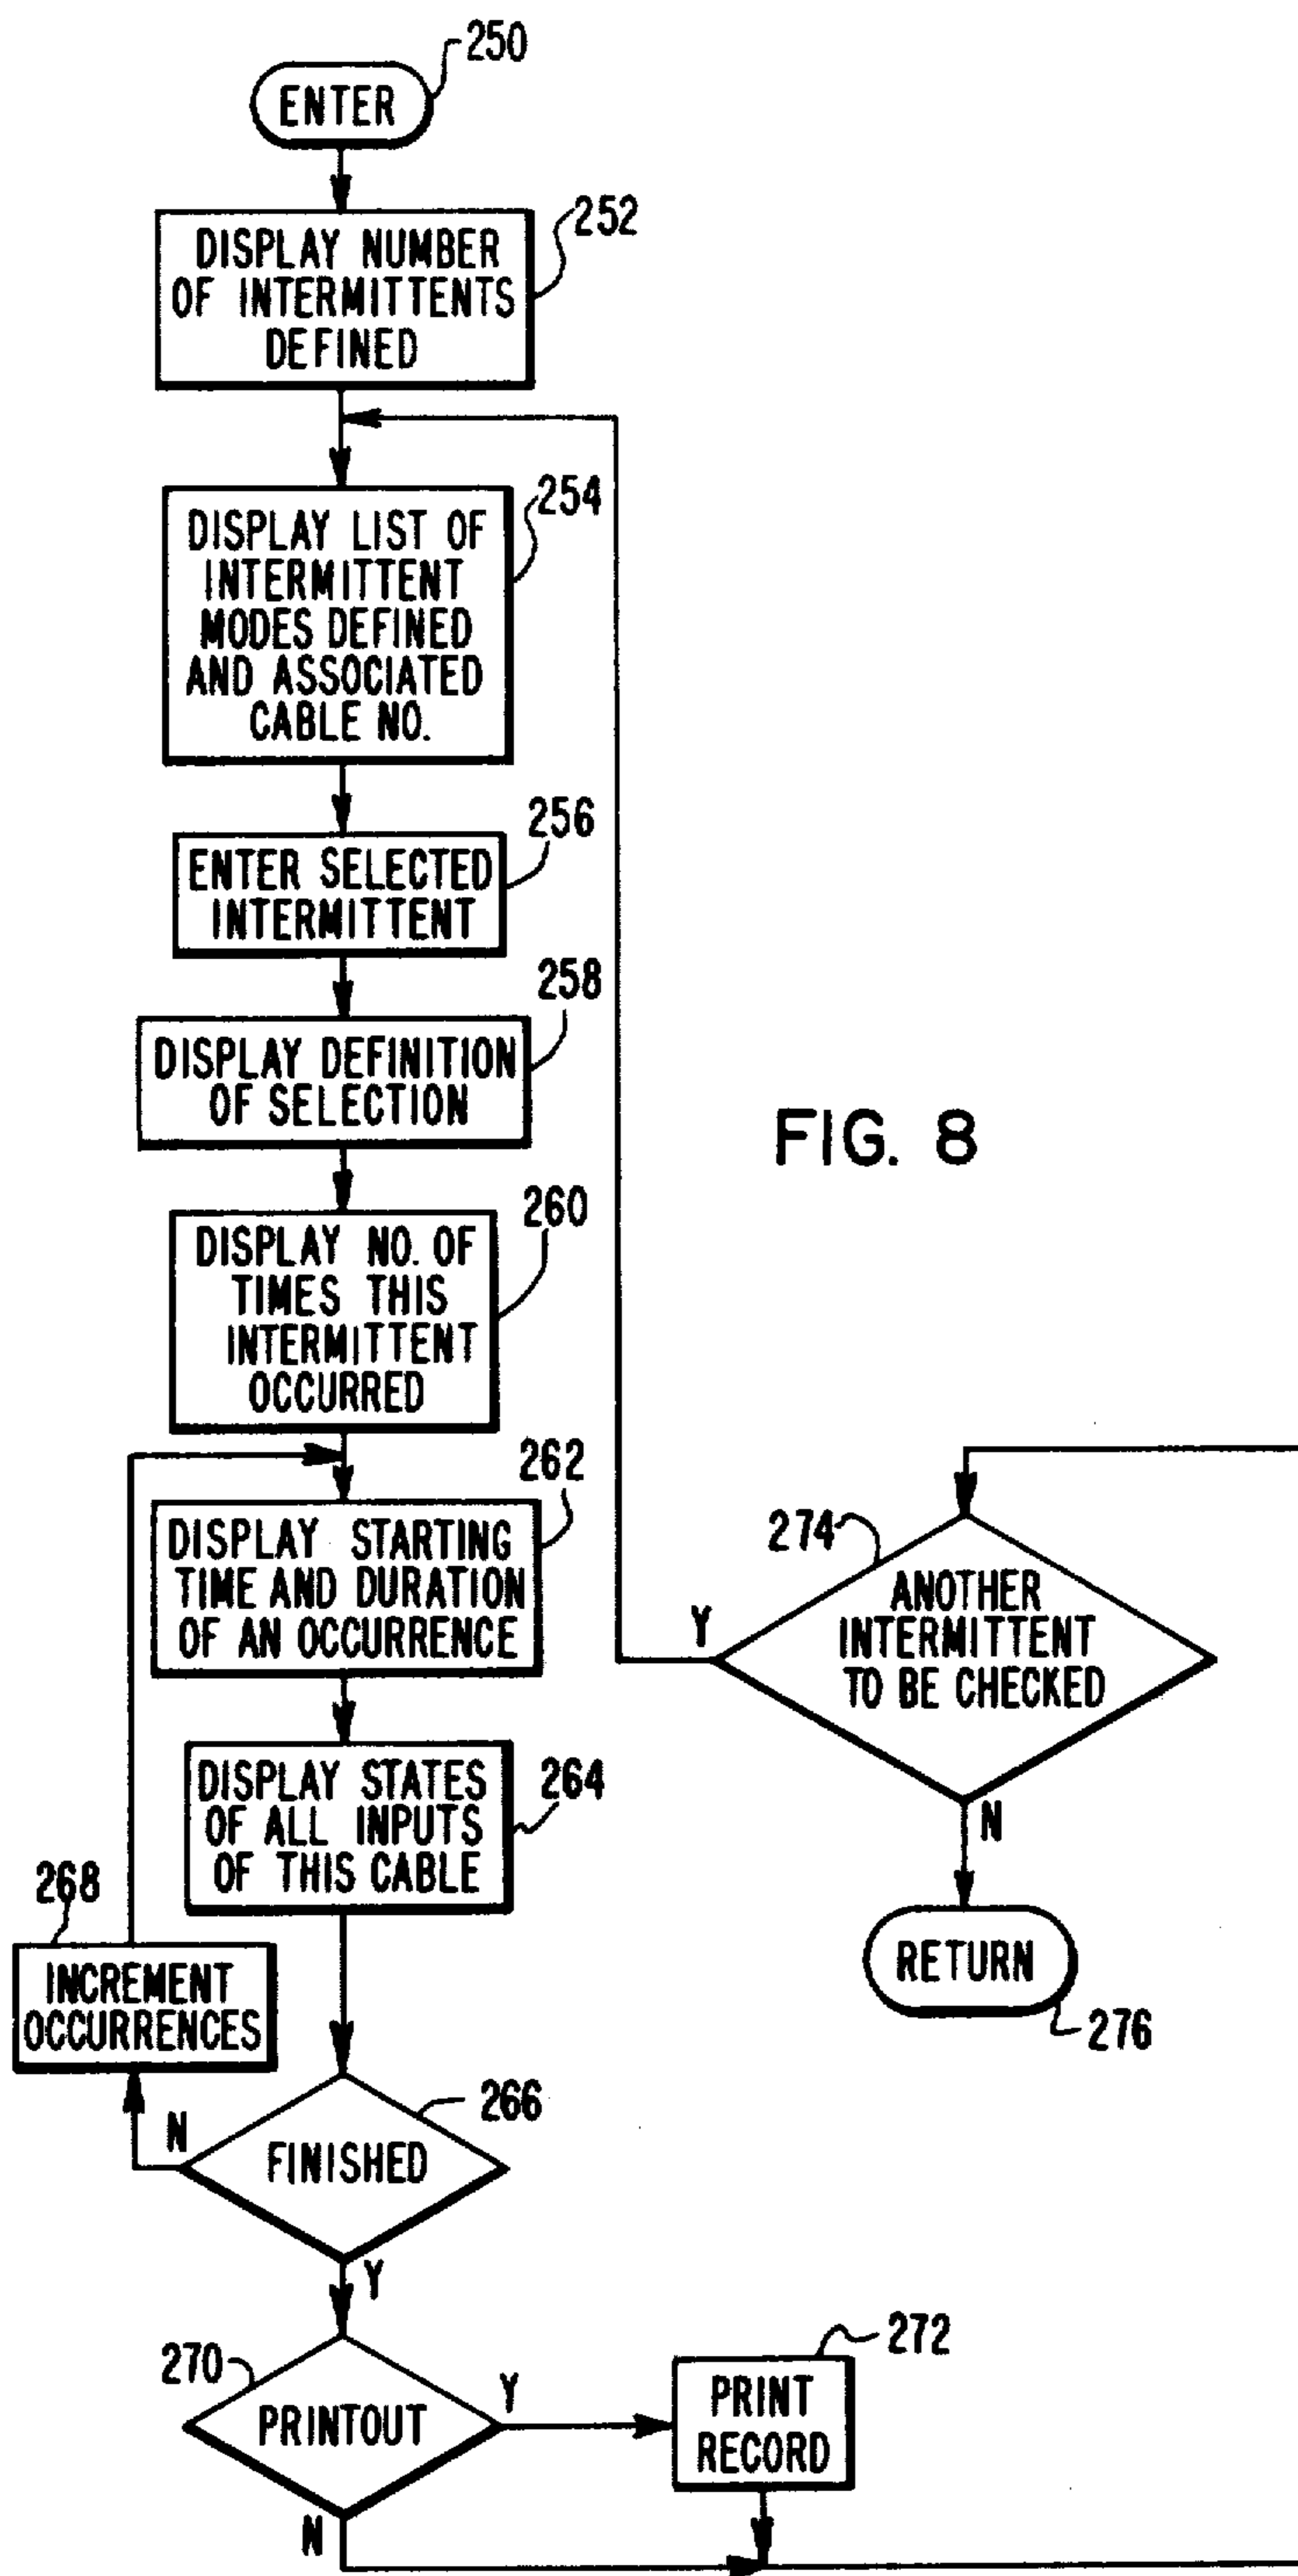 250
ENTER
252
DISPLAY NUMBER
OF INTERMITTENTS
DEFINED
254
DISPLAY LIST OF
INTERMITTENT
MODES DEFINED
AND ASSOCIATED
CABLE NO.
256
ENTER SELECTED
INTERMITTENT
258
DISPLAY DEFINITION
OF SELECTION
FIG. 8
260
DISPLAY NO. OF
TIMES THIS
INTERMITTENT
OCCURRED
262
DISPLAY STARTING
TIME AND DURATION
OF AN OCCURRENCE
264
DISPLAY STATES
OF ALL INPUTS
OF THIS CABLE
268
INCREMENT
OCCURRENCES
266
N
FINISHED
Y
270
PRINTOUT
Y
N
272
PRINT
RECORD
274
Y
ANOTHER
INTERMITTENT
TO BE CHECKED
N
RETURN
276